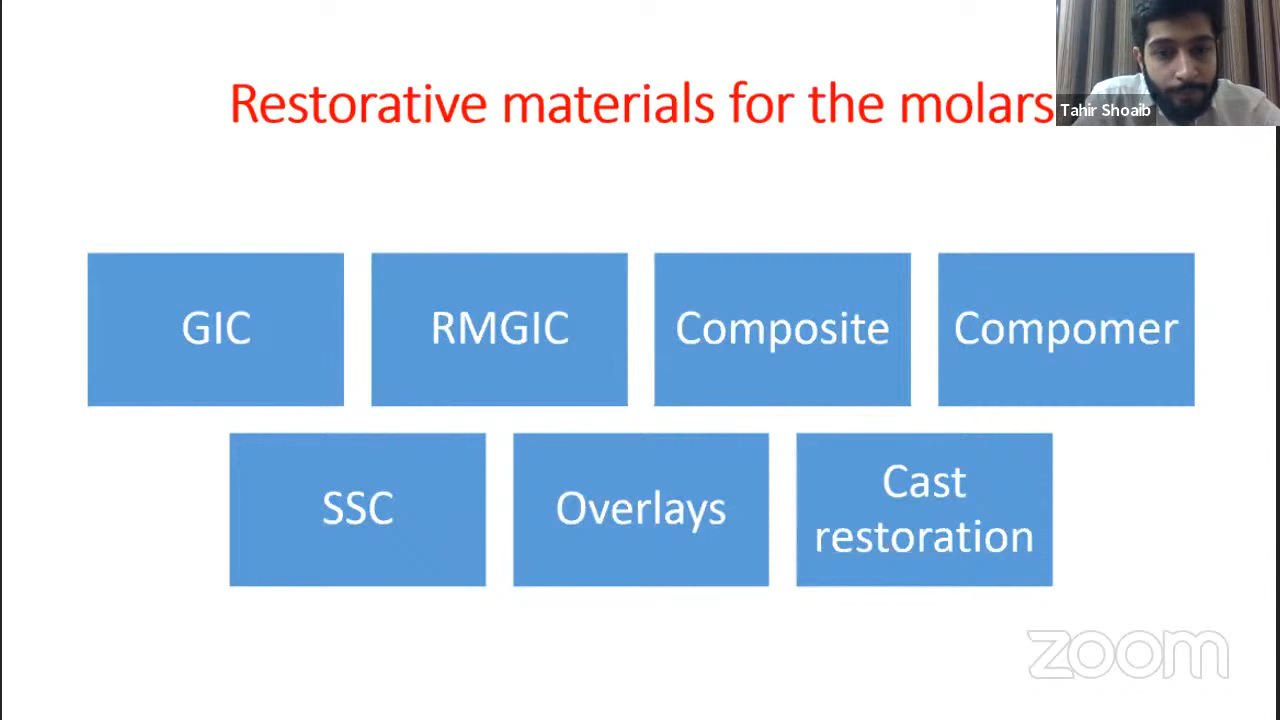 Restorative materials for the molars
Tahir Shoaib
GIC
RMGIC
Composite
Compomer
SSC
Overlays
Cast
restoration
zoom